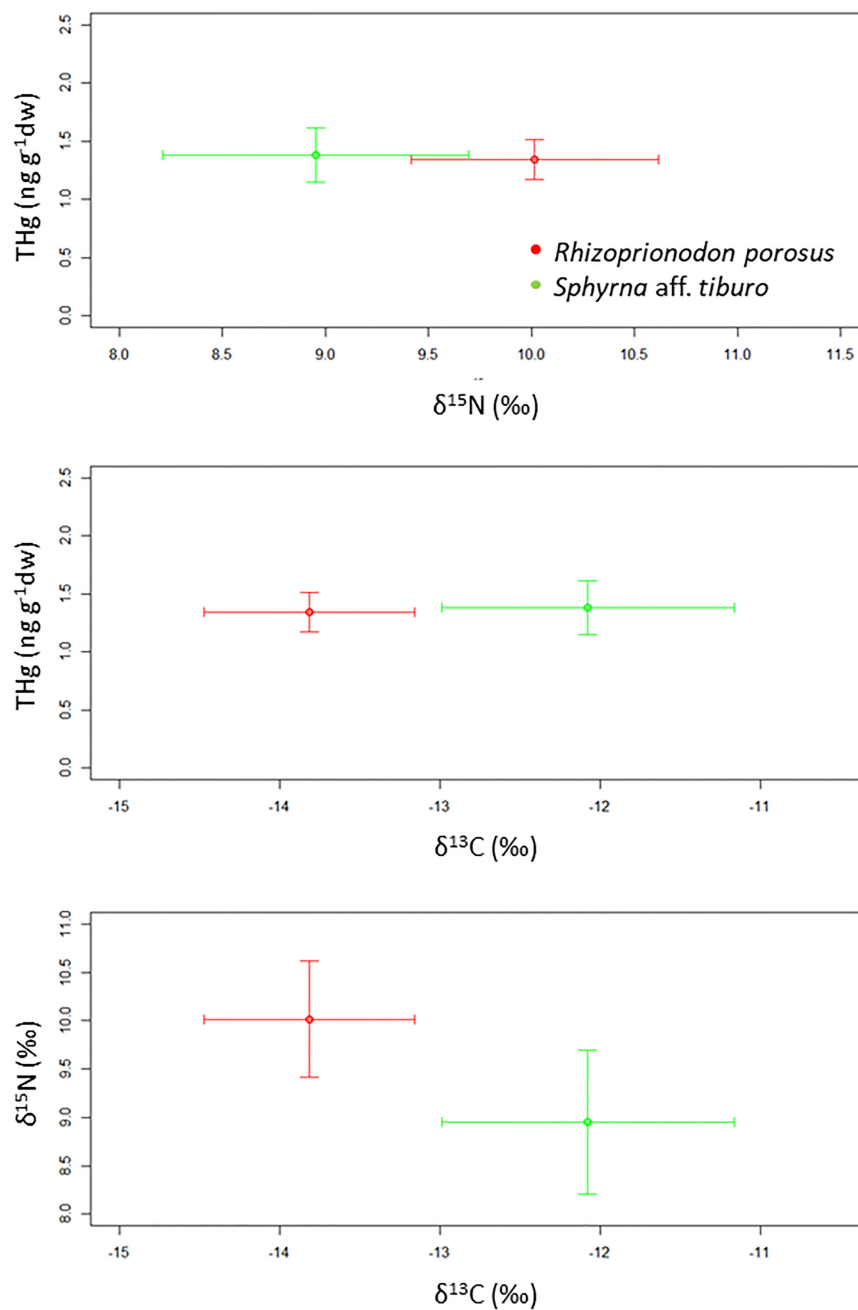 THg (ng g⁻¹dw)
2.5
2.0
1.5
1.0
0.5
0.0
Rhizoprionodon porosus
Sphyrna aff. tiburo
8.0 8.5 9.0 9.5 10.0 10.5 11.0 11.5
δ¹⁵N (‰)
THg (ng g⁻¹dw)
2.5
2.0
1.5
1.0
0.5
0.0
-15 -14 -13 -12 -11
δ¹³C (‰)
δ¹⁵N (‰)
11.0
10.5
10.0
9.5
9.0
8.5
8.0
-15 -14 -13 -12 -11
δ¹³C (‰)